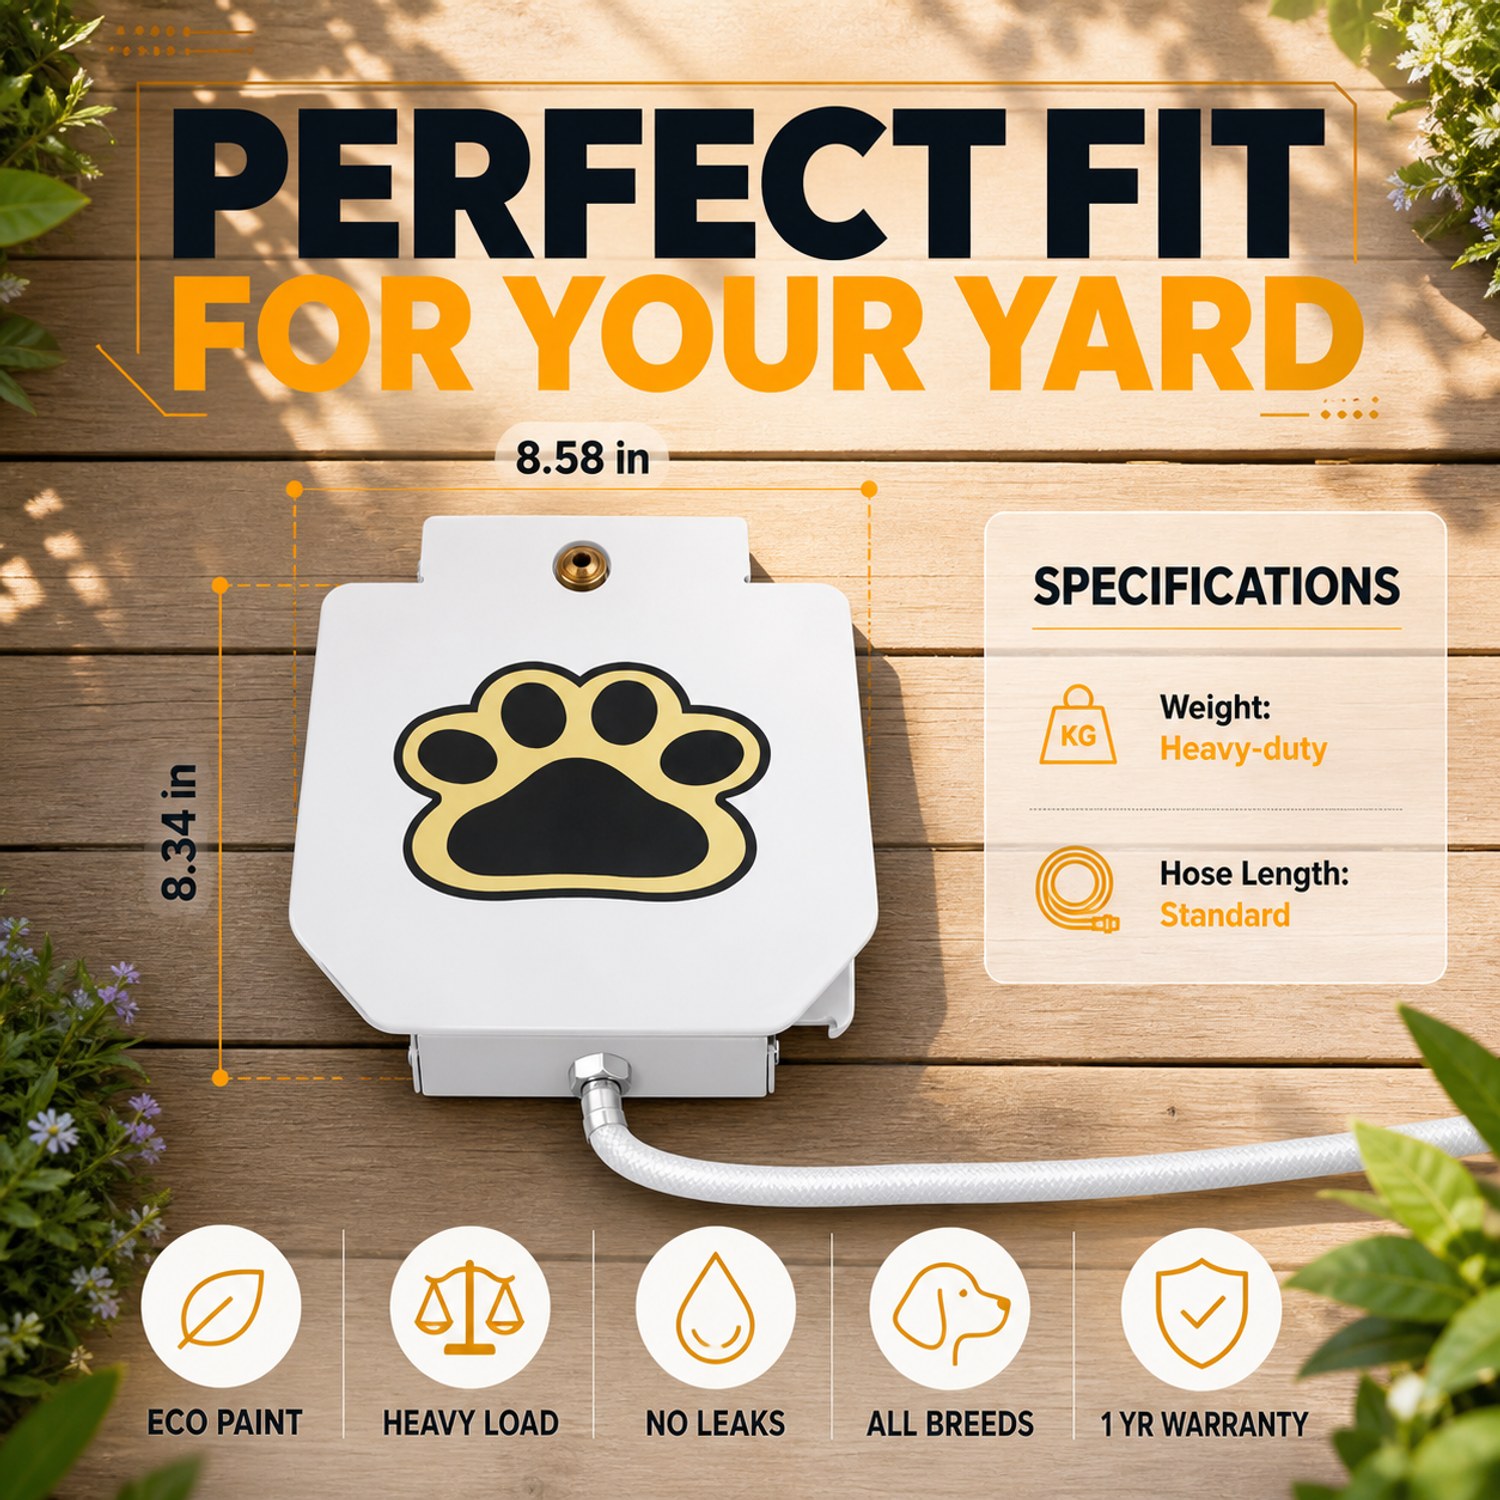 PERFECT FIT
FOR YOUR YARD
8.58 in
8.34 in
SPECIFICATIONS
KG
Weight:
Heavy-duty
Hose Length:
Standard
ECO PAINT
HEAVY LOAD
NO LEAKS
ALL BREEDS
1 YR WARRANTY